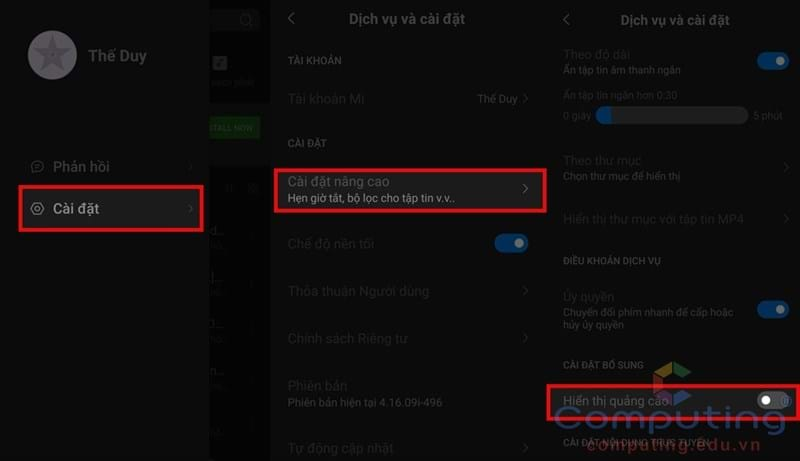 Thế Duy
Phản hồi
Cài đặt
STALL NOW
Dịch vụ và cài đặt
TÀI KHOẢN
Tài khoản Mi
Thế Duy
CÀI ĐẶT
Cài đặt nâng cao
Hẹn giờ tắt, bộ lọc cho tập tin v.v..
Chế độ nền tối
Thỏa thuận Người dùng
Chính sách Riêng tư
Phiên bản
Phiên bản hiện tại 4.16.09i-496
Tự động cập nhật
Dịch vụ và cài đặt
Theo độ dài
Ẩn tập tin âm thanh ngắn
Ẩn tập tin ngắn hơn 0:30
0 giây
5 phút
Theo thư mục
Chọn thư mục để hiển thị
Hiển thị thư mục với tập tin MP4
ĐIỀU KHOẢN DỊCH VỤ
Ủy quyền
Chuyển đổi phím nhanh để cấp hoặc
hủy ủy quyền
CÀI ĐẶT BỔ SUNG
Hiển thị quảng cáo
Computing
CÀI ĐẶT NỘI DUNG TRỰC TUYẾN
computing.edu.vn